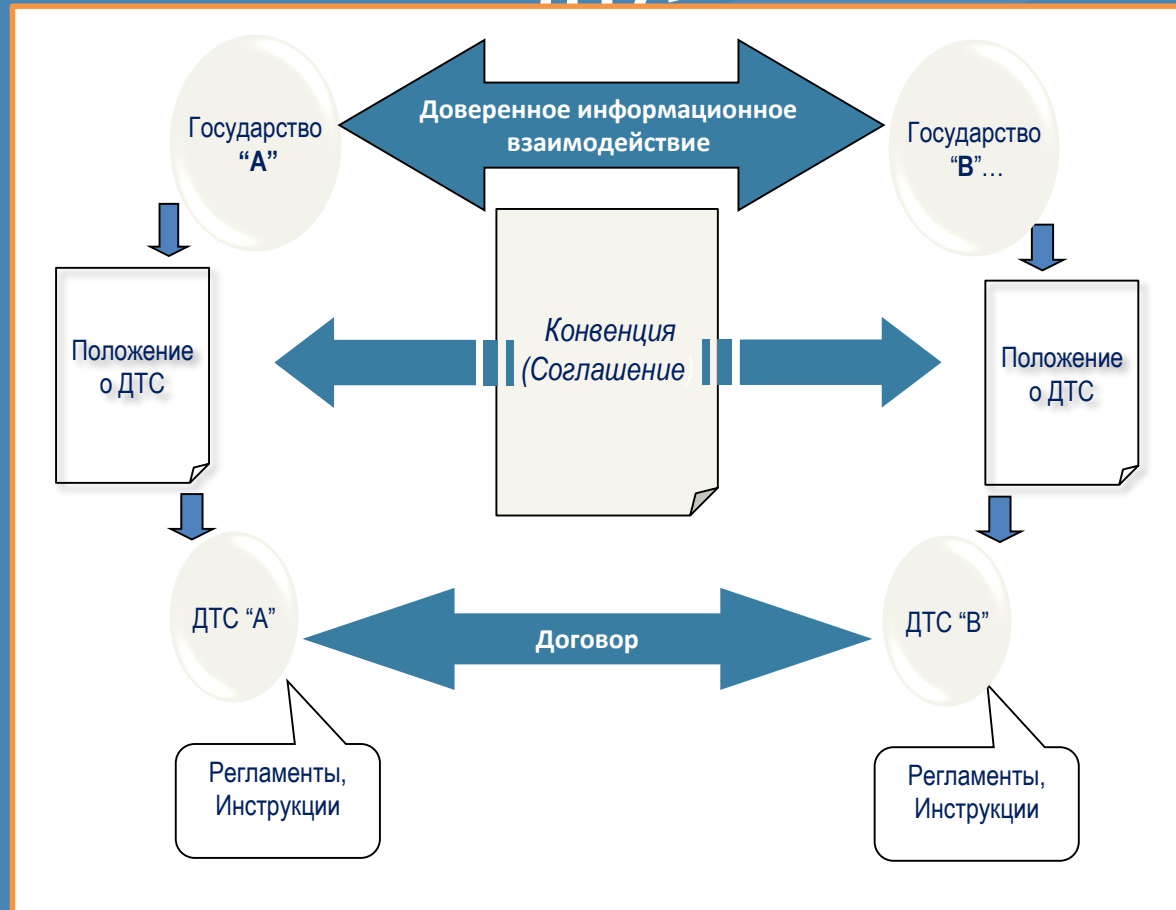 Доверенное информационное
взаимодействие
Государство
“А”
Государство
“В”...
Конвенция
(Соглашение)
Положение
о ДТС
Положение
о ДТС
ДТС “А”
Договор
ДТС “В”
Регламенты,
Инструкции
Регламенты,
Инструкции